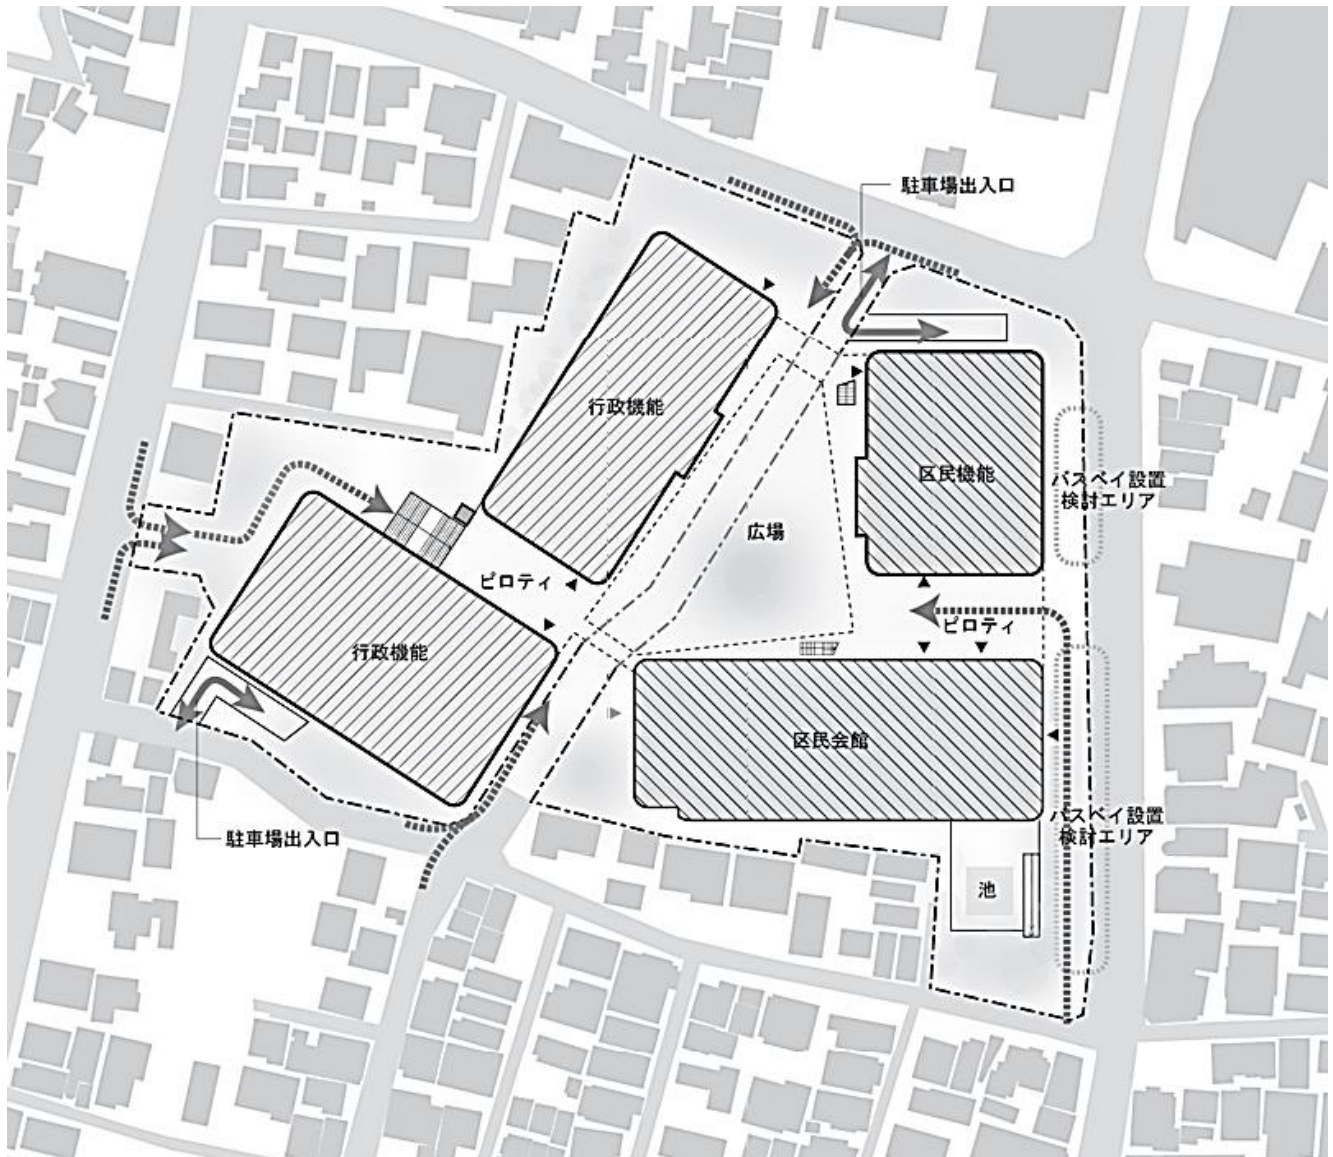 駐車場出入口
行政機能
区民機能
バスベイ設置
検討エリア
広場
ピロティ
ピロティ
行政機能
区民会館
バスベイ設置
検討エリア
駐車場出入口
池